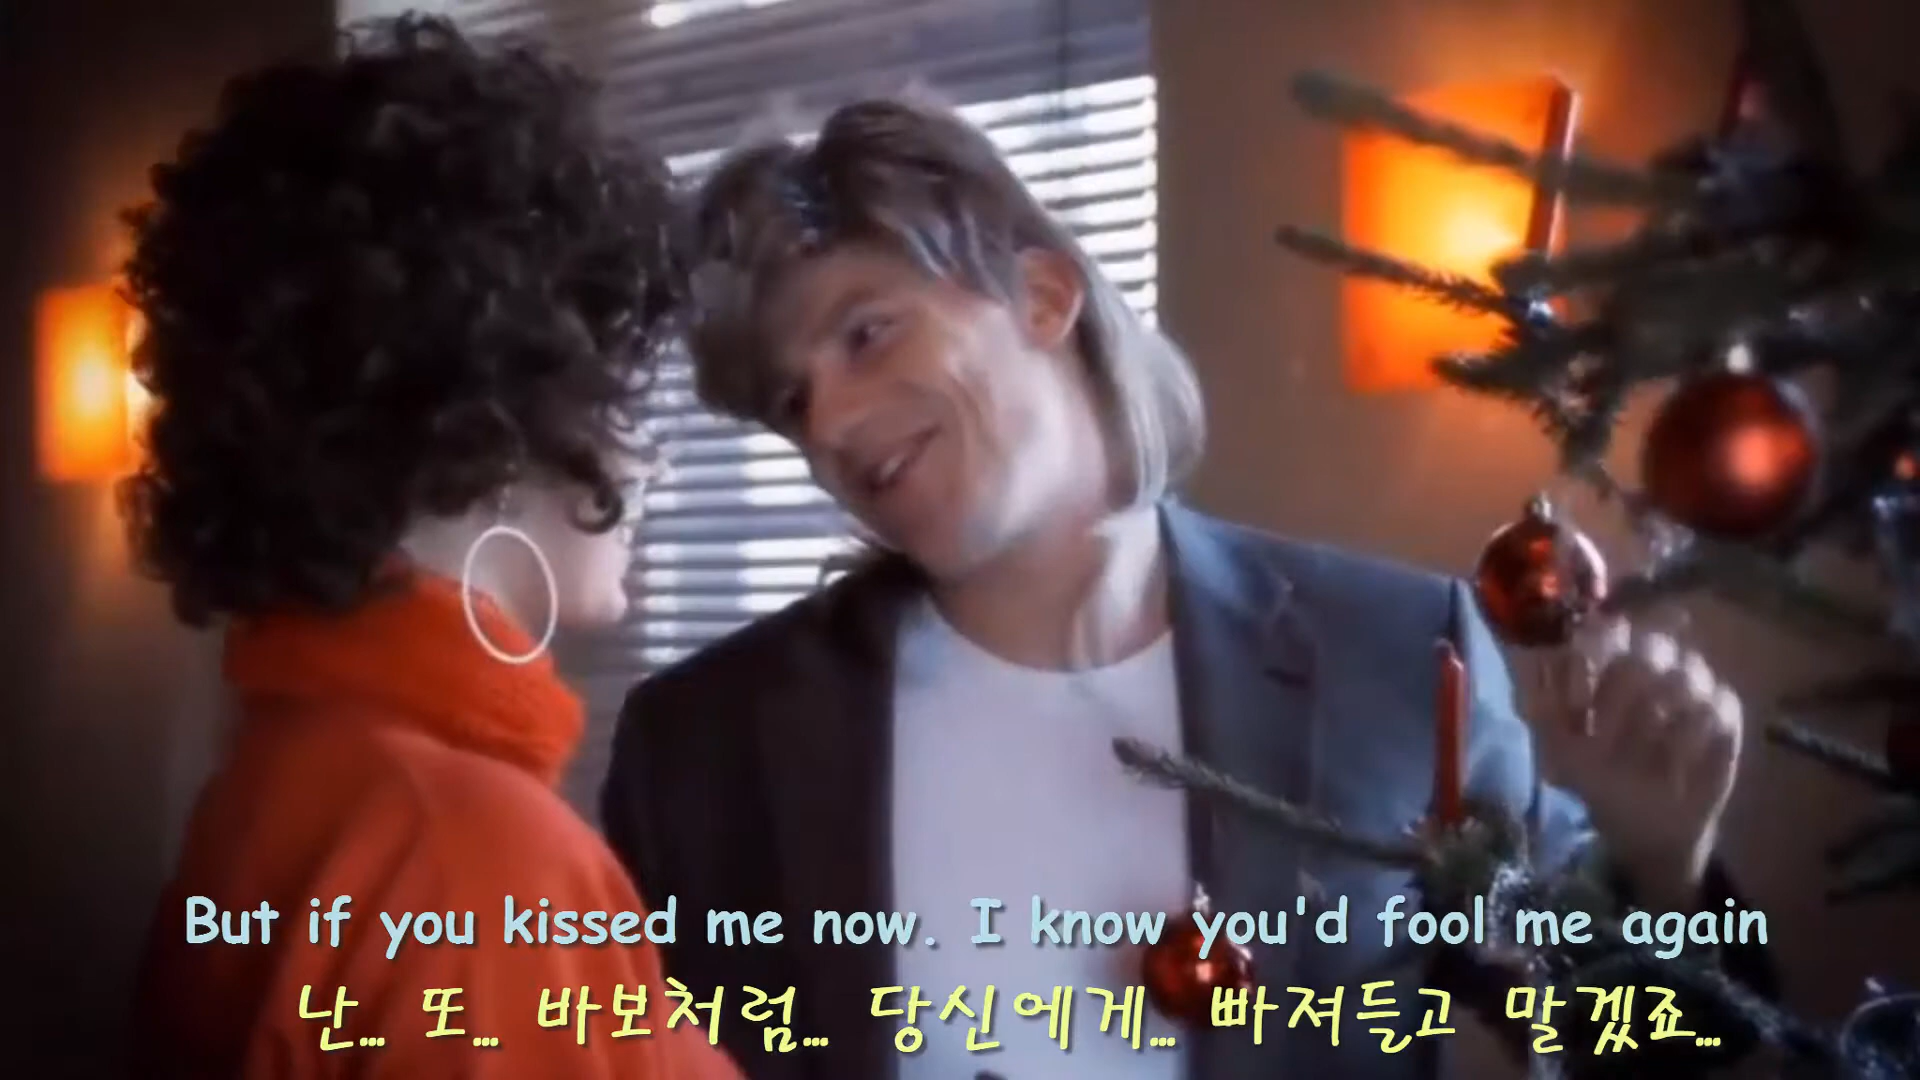 But if you kissed me now. I know you'd fool me again
난... 또... 바보처럼... 당신에게... 빠져들고 말겠죠...